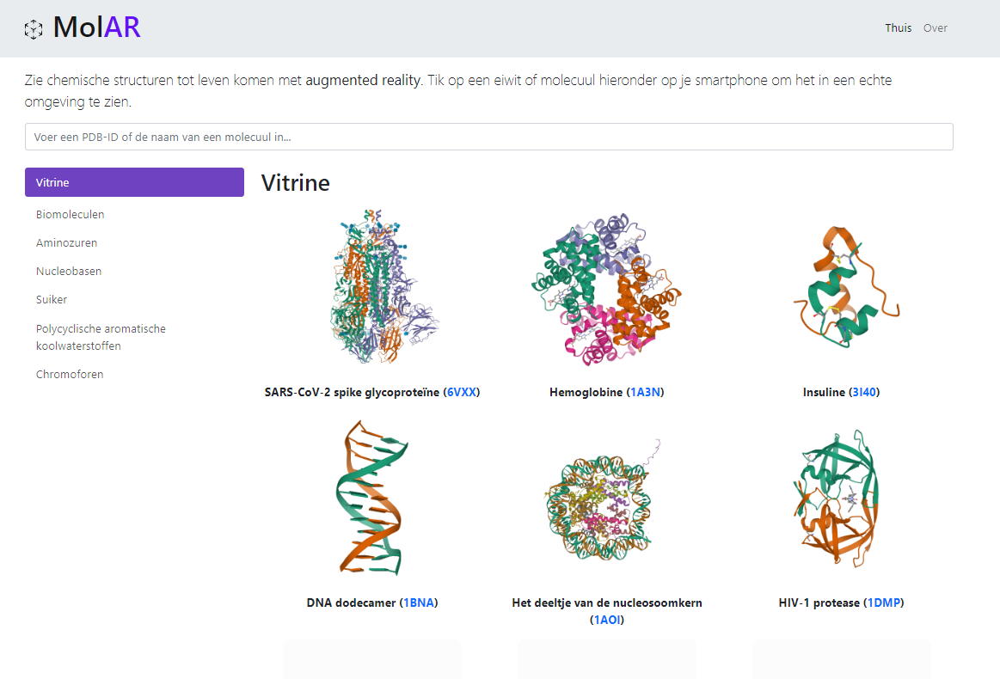 MolAR
Thuis Over
Zie chemische structuren tot leven komen met augmented reality. Tik op een eiwit of molecuul hieronder op je smartphone om het in een echte
omgeving te zien.
Voer een PDB-ID of de naam van een molecuul in...
Vitrine
Biomoleculen
Aminozuren
Nucleobasen
Suiker
Polycyclische aromatische
koolwaterstoffen
Chromoforen
Vitrine
SARS-CoV-2 spike glycoproteïne (6VXX)
Hemoglobine (1A3N)
Insuline (3I40)
DNA dodecamer (1BNA)
Het deeltje van de nucleosoomkern
(1AOI)
HIV-1 protease (1DMP)